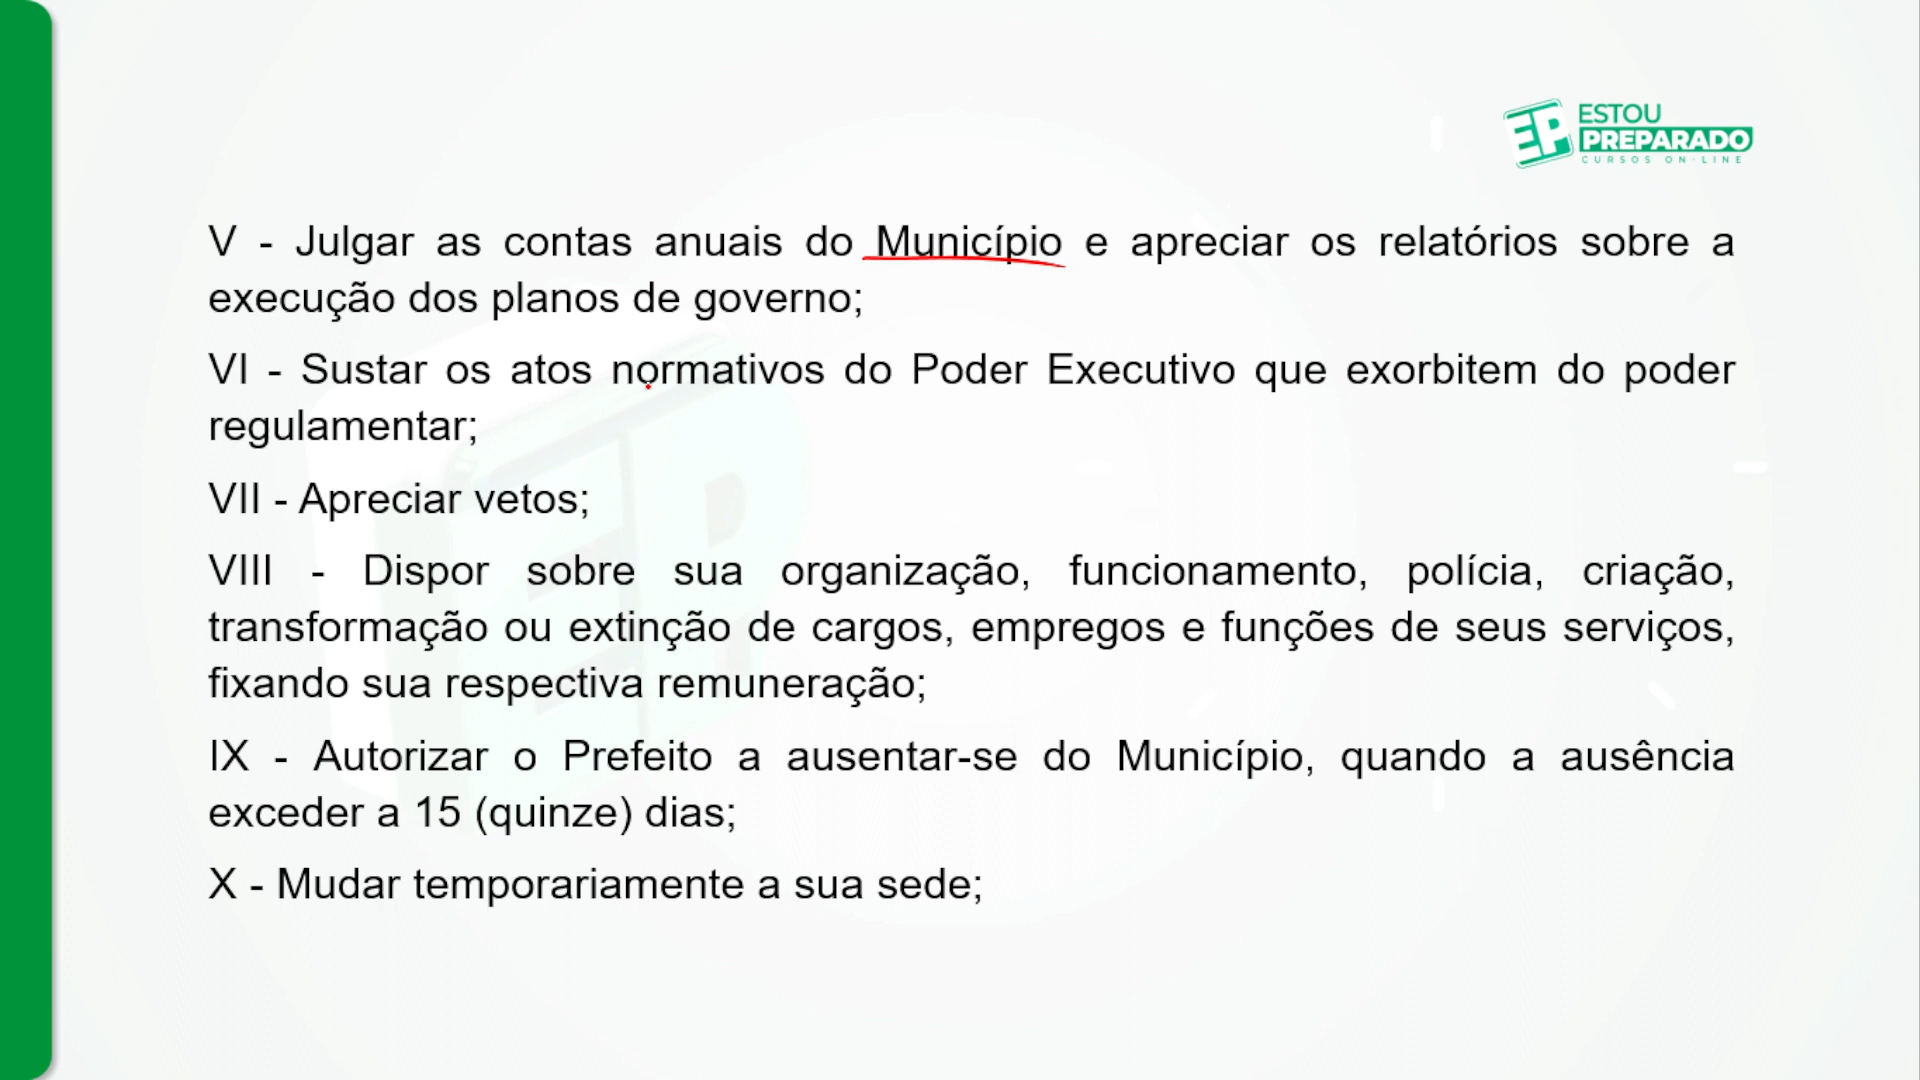 ESTOU
EP PREPARADO
CURSOS ON-LINE
V - Julgar as contas anuais do Município e apreciar os relatórios sobre a
execução dos planos de governo;
VI - Sustar os atos normativos do Poder Executivo que exorbitem do poder
regulamentar;
VII - Apreciar vetos;
VIII - Dispor sobre sua organização, funcionamento, polícia, criação,
transformação ou extinção de cargos, empregos e funções de seus serviços,
fixando sua respectiva remuneração;
IX - Autorizar o Prefeito a ausentar-se do Município, quando a ausência
exceder a 15 (quinze) dias;
X - Mudar temporariamente a sua sede;